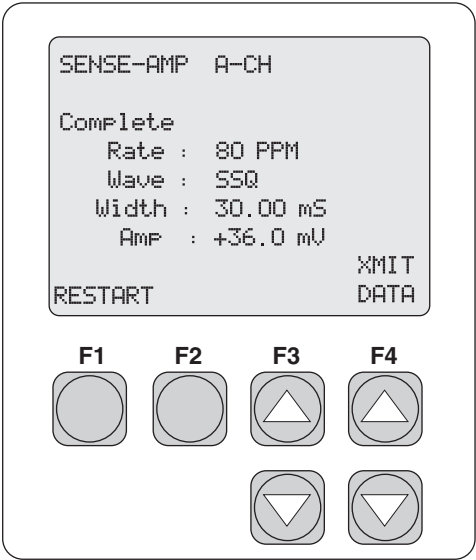 SENSE-AMP A-CH
Complete
Rate : 80 PPM
Wave : SSQ
Width : 30.00 mS
Amp : +36.0 mV
XMIT
RESTART DATA
F1 F2 F3 F4